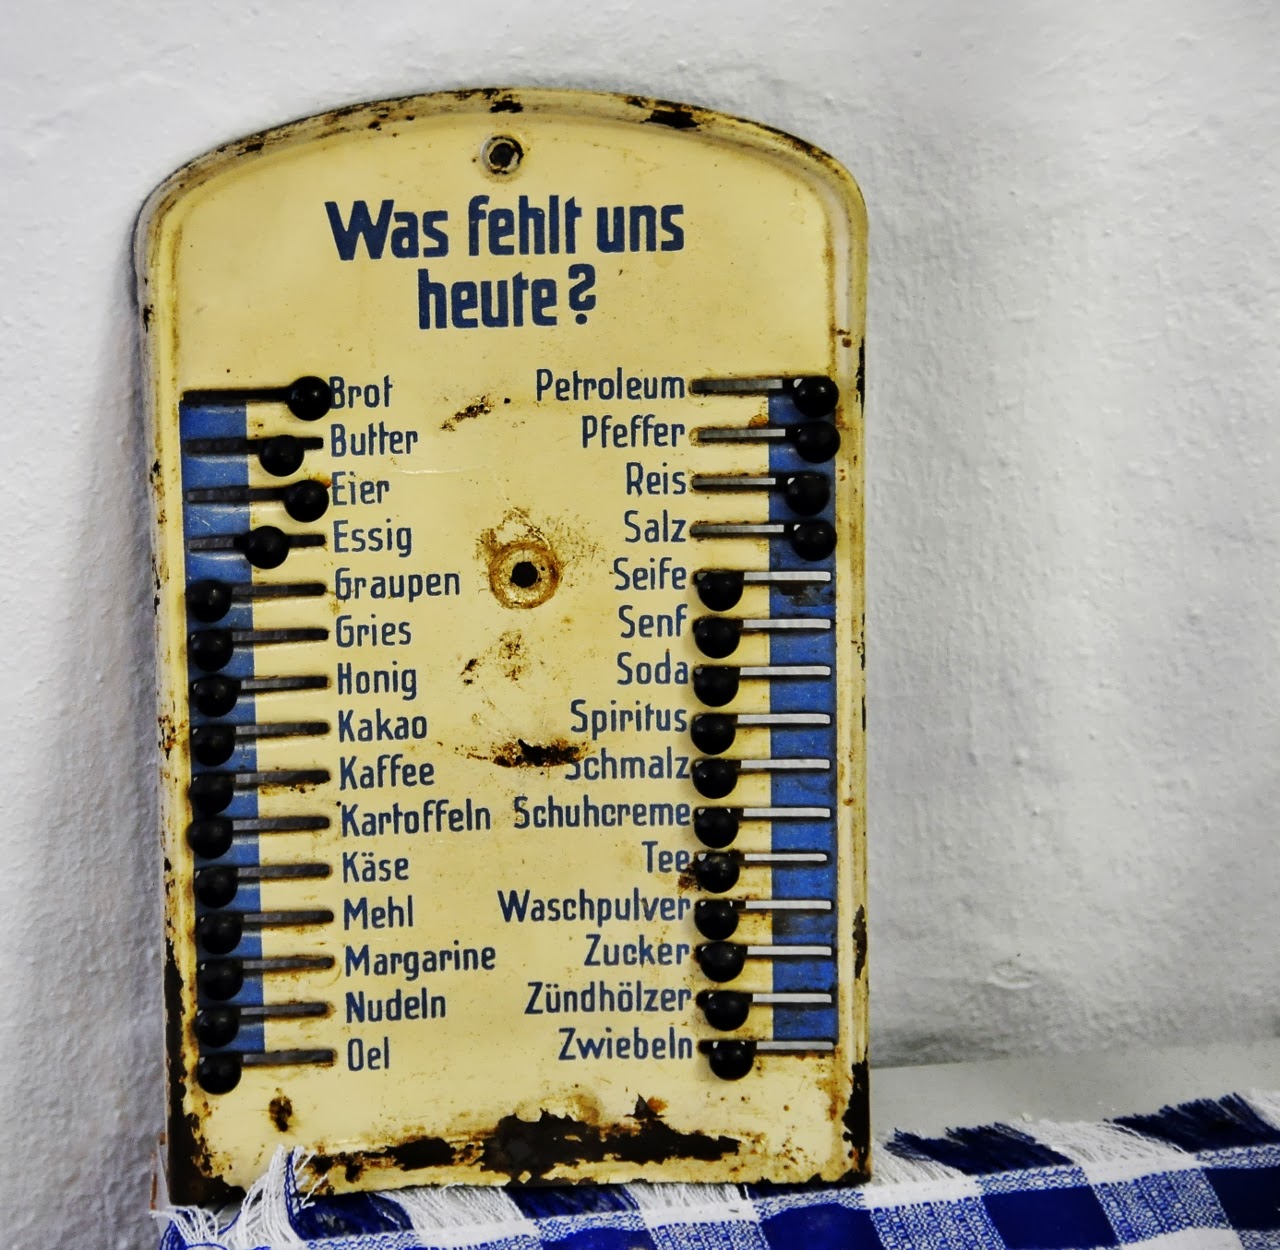 Was fehlt uns
heute?
Brot
Butter
Eier
Essig
Graupen
Gries
Honig
Kakao
Kaffee
Kartoffeln
Käse
Mehl
Margarine
Nudeln
Oel
Petroleum
Pfeffer
Reis
Salz
Seife
Senf
Soda
Spiritus
Schmalz
Schuhcreme
Tee
Waschpulver
Zucker
Zündhölzer
Zwiebeln